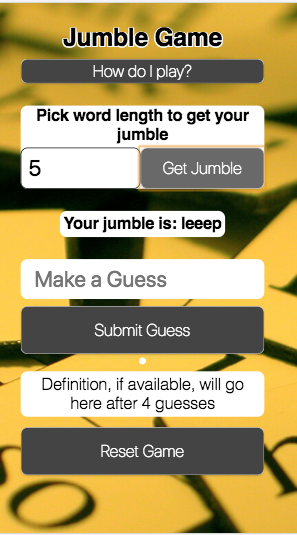 Jumble Game
How do I play?
Pick word length to get your
jumble
5
Get Jumble
Your jumble is: leeep
Make a Guess
Submit Guess
Definition, if available, will go
here after 4 guesses
Reset Game